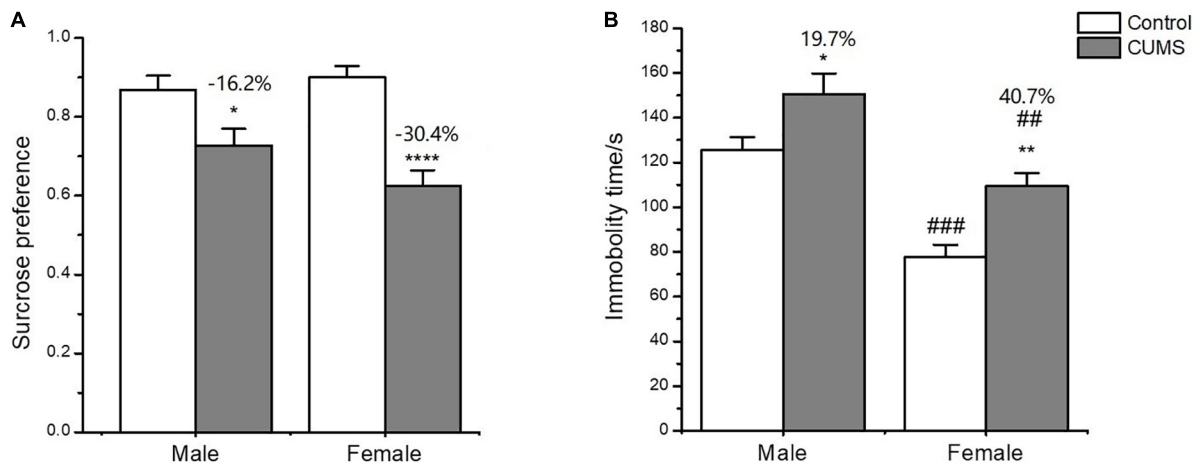 A
1.0
0.8
0.6
0.4
0.2
0.0
Surcrose preference
-16.2%
*
-30.4%
****
Male
Female
B
180
160
140
120
100
80
60
40
20
0
Immobolity time/s
19.7%
*
###
40.7%
##
**
Male
Female
Control
CUMS